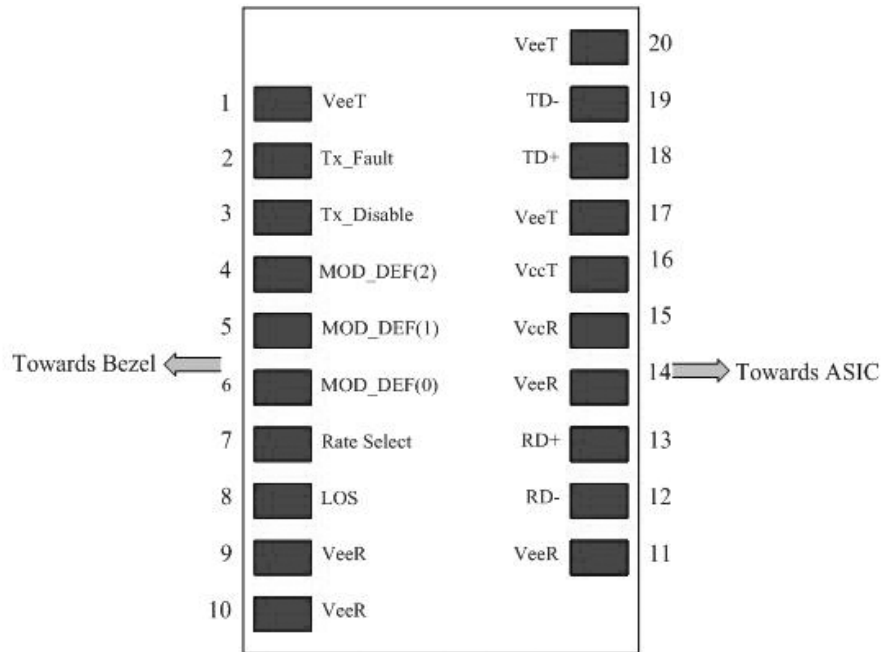 VeeT 20
1 VeeT TD- 19
2 Tx_Fault TD+ 18
3 Tx_Disable VeeT 17
4 MOD_DEF(2) VccT 16
5 MOD_DEF(1) VccR 15
Towards Bezel
6 MOD_DEF(0) VeeR 14
Towards ASIC
7 Rate Select RD+ 13
8 LOS RD- 12
9 VeeR VeeR 11
10 VeeR